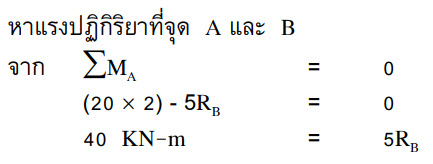 หาแรงปฏิกิริยาที่จุด A และ B
จาก ∑M_A = 0
(20 × 2) - 5R_B = 0
40 KN-m = 5R_B